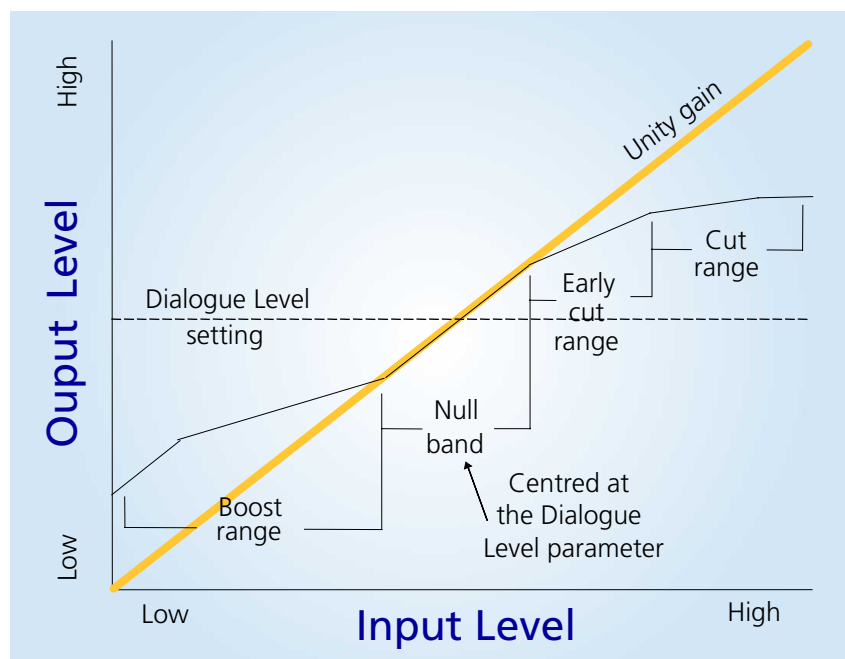 High
Ouput Level
Low
Unity gain
Cut
range
Early
cut
range
Dialogue Level
setting
Null
band
Centred at
the Dialogue
Level parameter
Boost
range
Low
Input Level
High